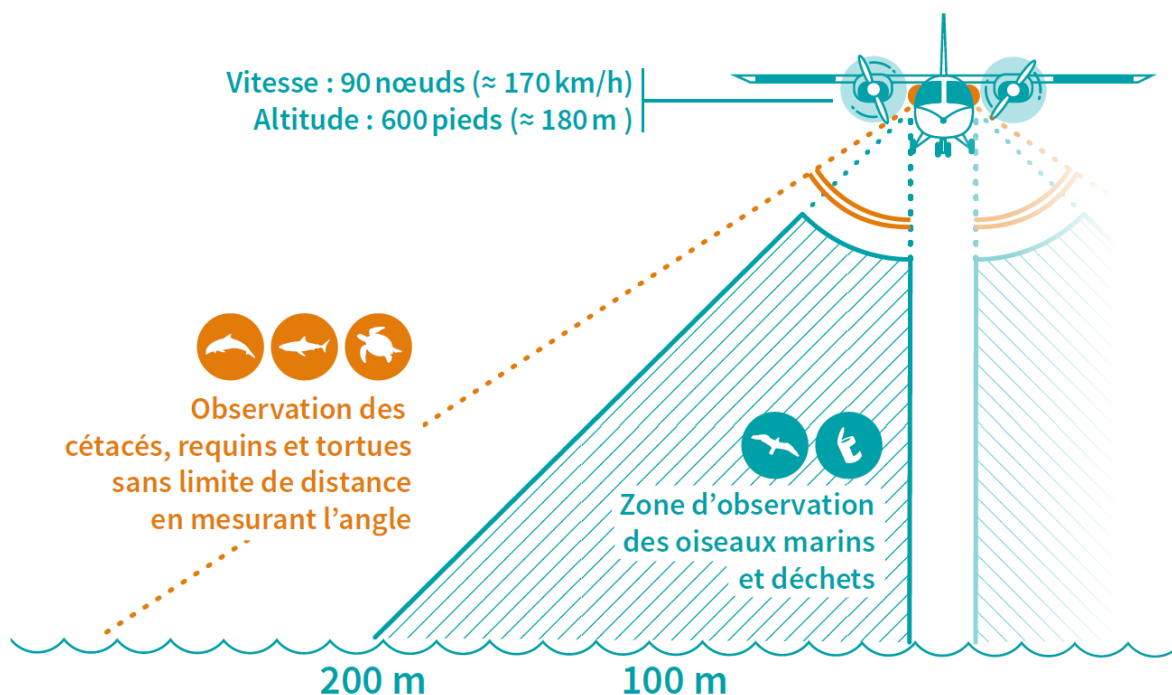 Vitesse : 90 nœuds (≈ 170 km/h)
Altitude : 600 pieds (≈ 180 m )
Observation des
cétacés, requins et tortues
sans limite de distance
en mesurant l’angle
Zone d’observation
des oiseaux marins
et déchets
200 m
100 m